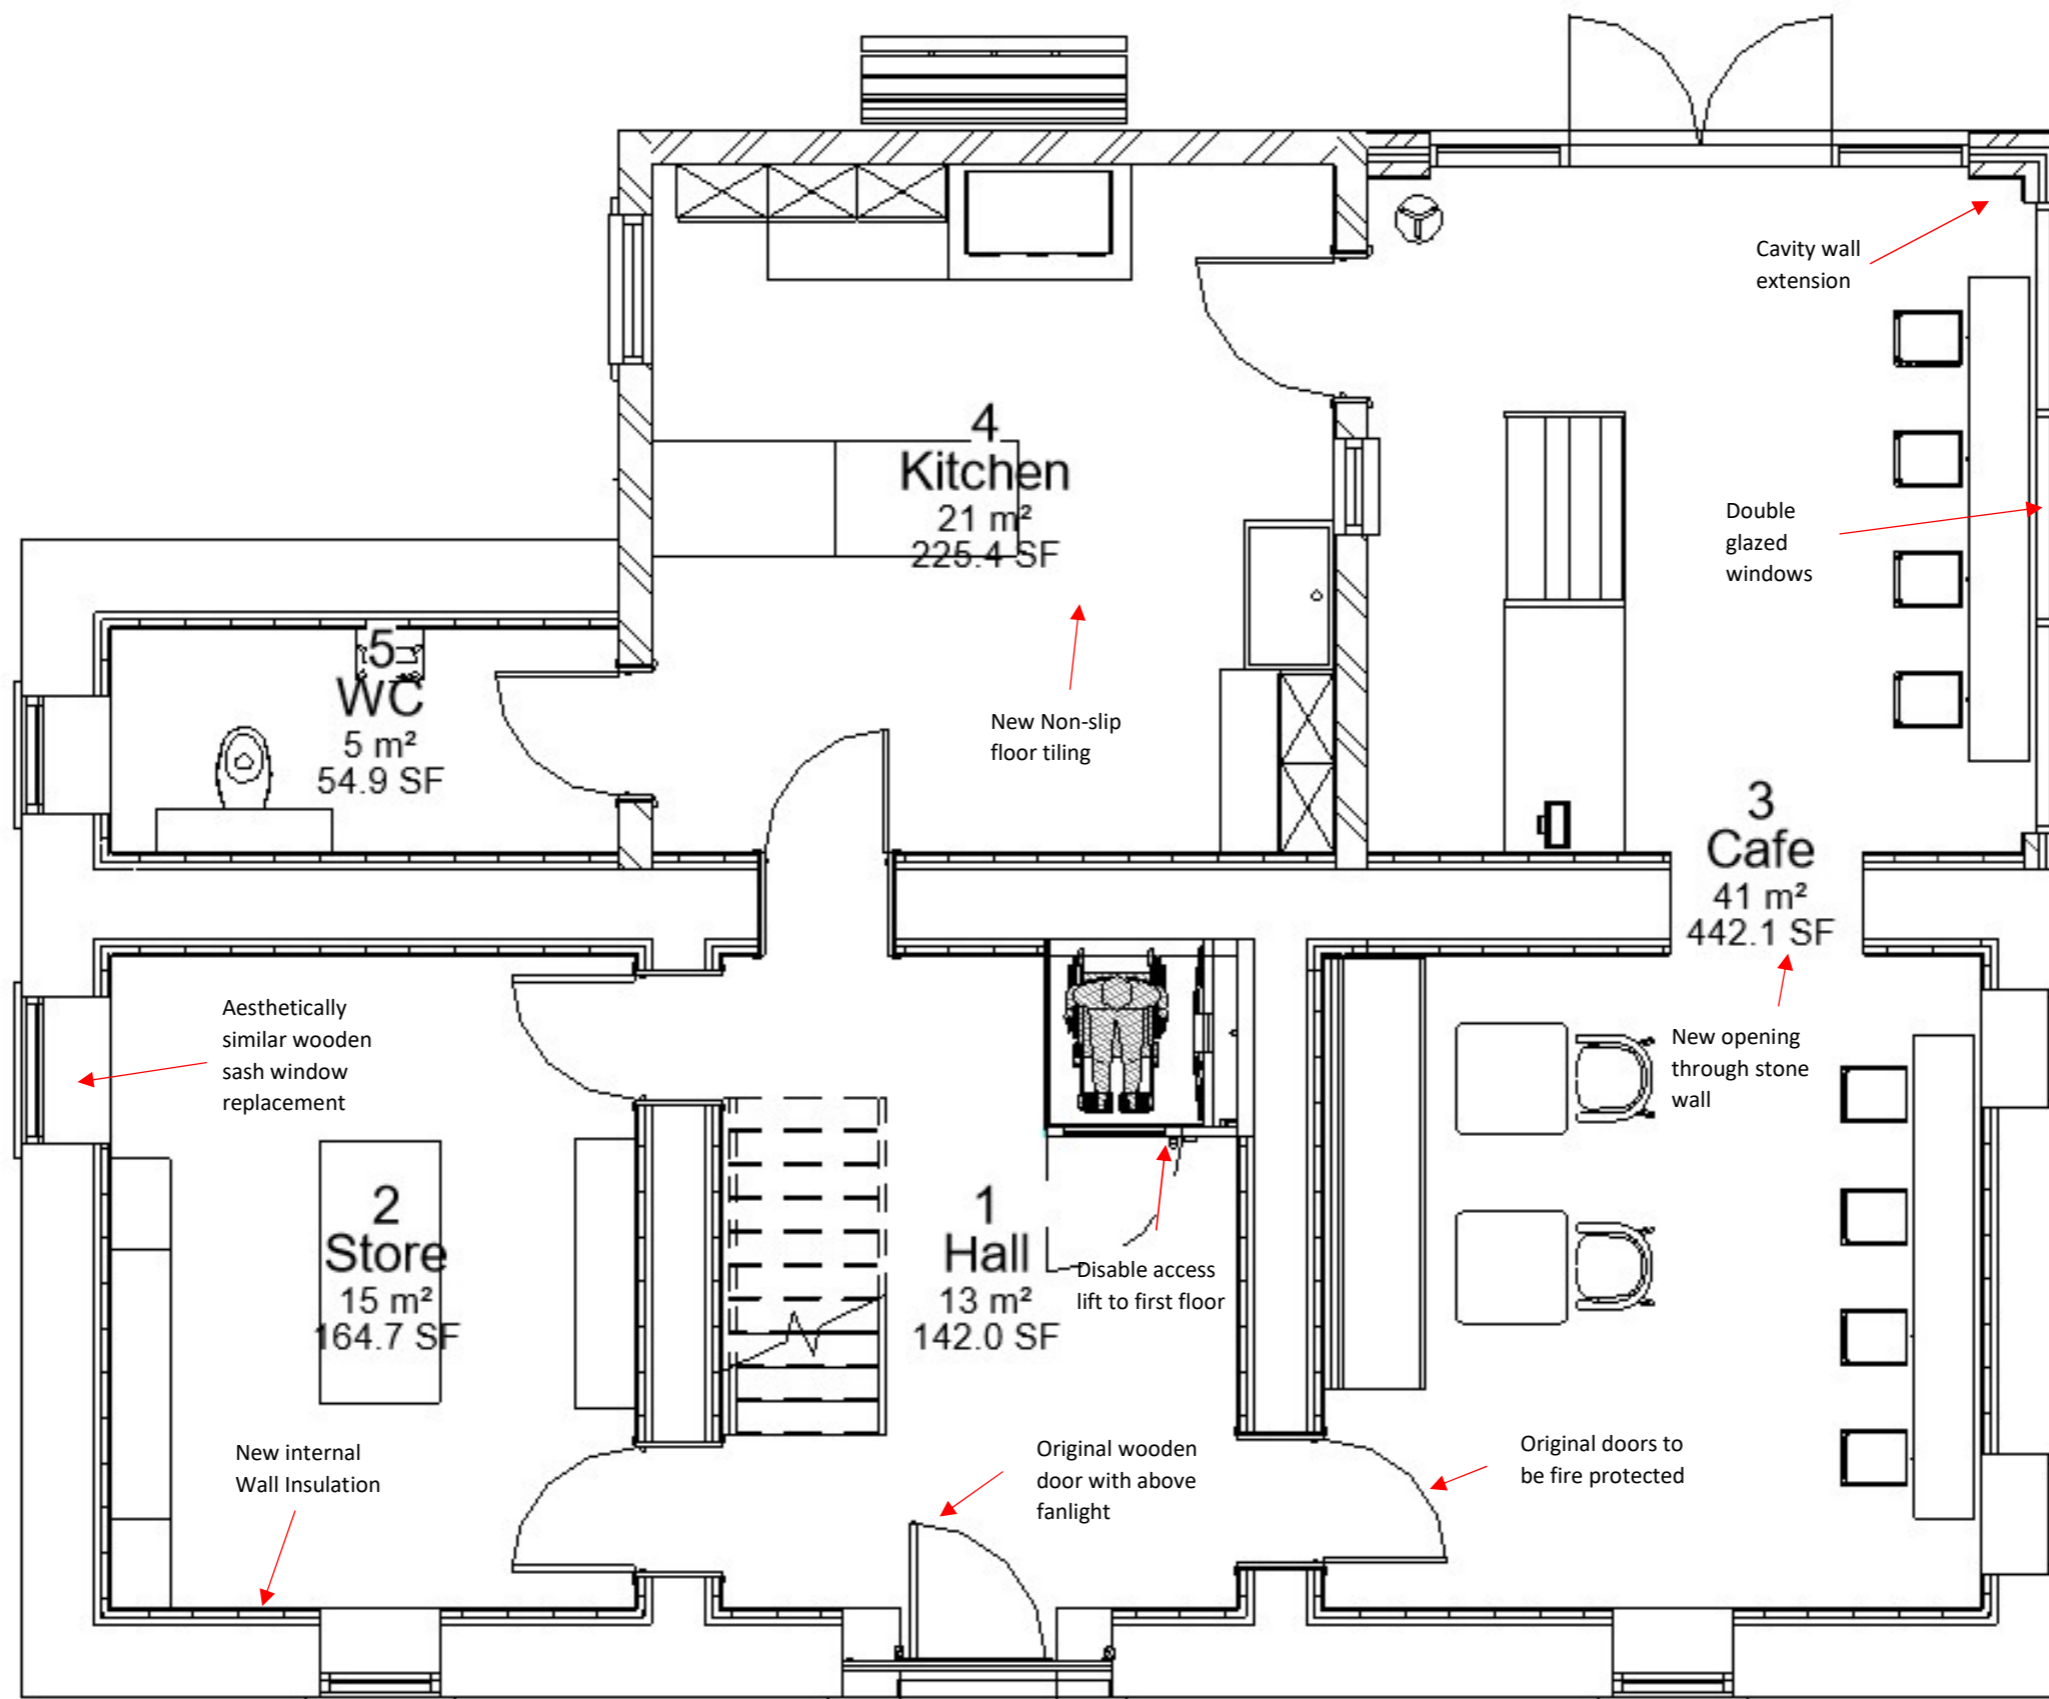 Cavity wall
extension
4
Kitchen
21 m²
225.4 SF
Double
glazed
windows
5
WC
5 m²
54.9 SF
New Non-slip
floor tiling
3
Cafe
41 m²
442.1 SF
Aesthetically
similar wooden
sash window
replacement
New opening
through stone
wall
2
Store
15 m²
164.7 SF
1
Hall
13 m²
142.0 SF
Disable access
lift to first floor
New internal
Wall Insulation
Original wooden
door with above
fanlight
Original doors to
be fire protected